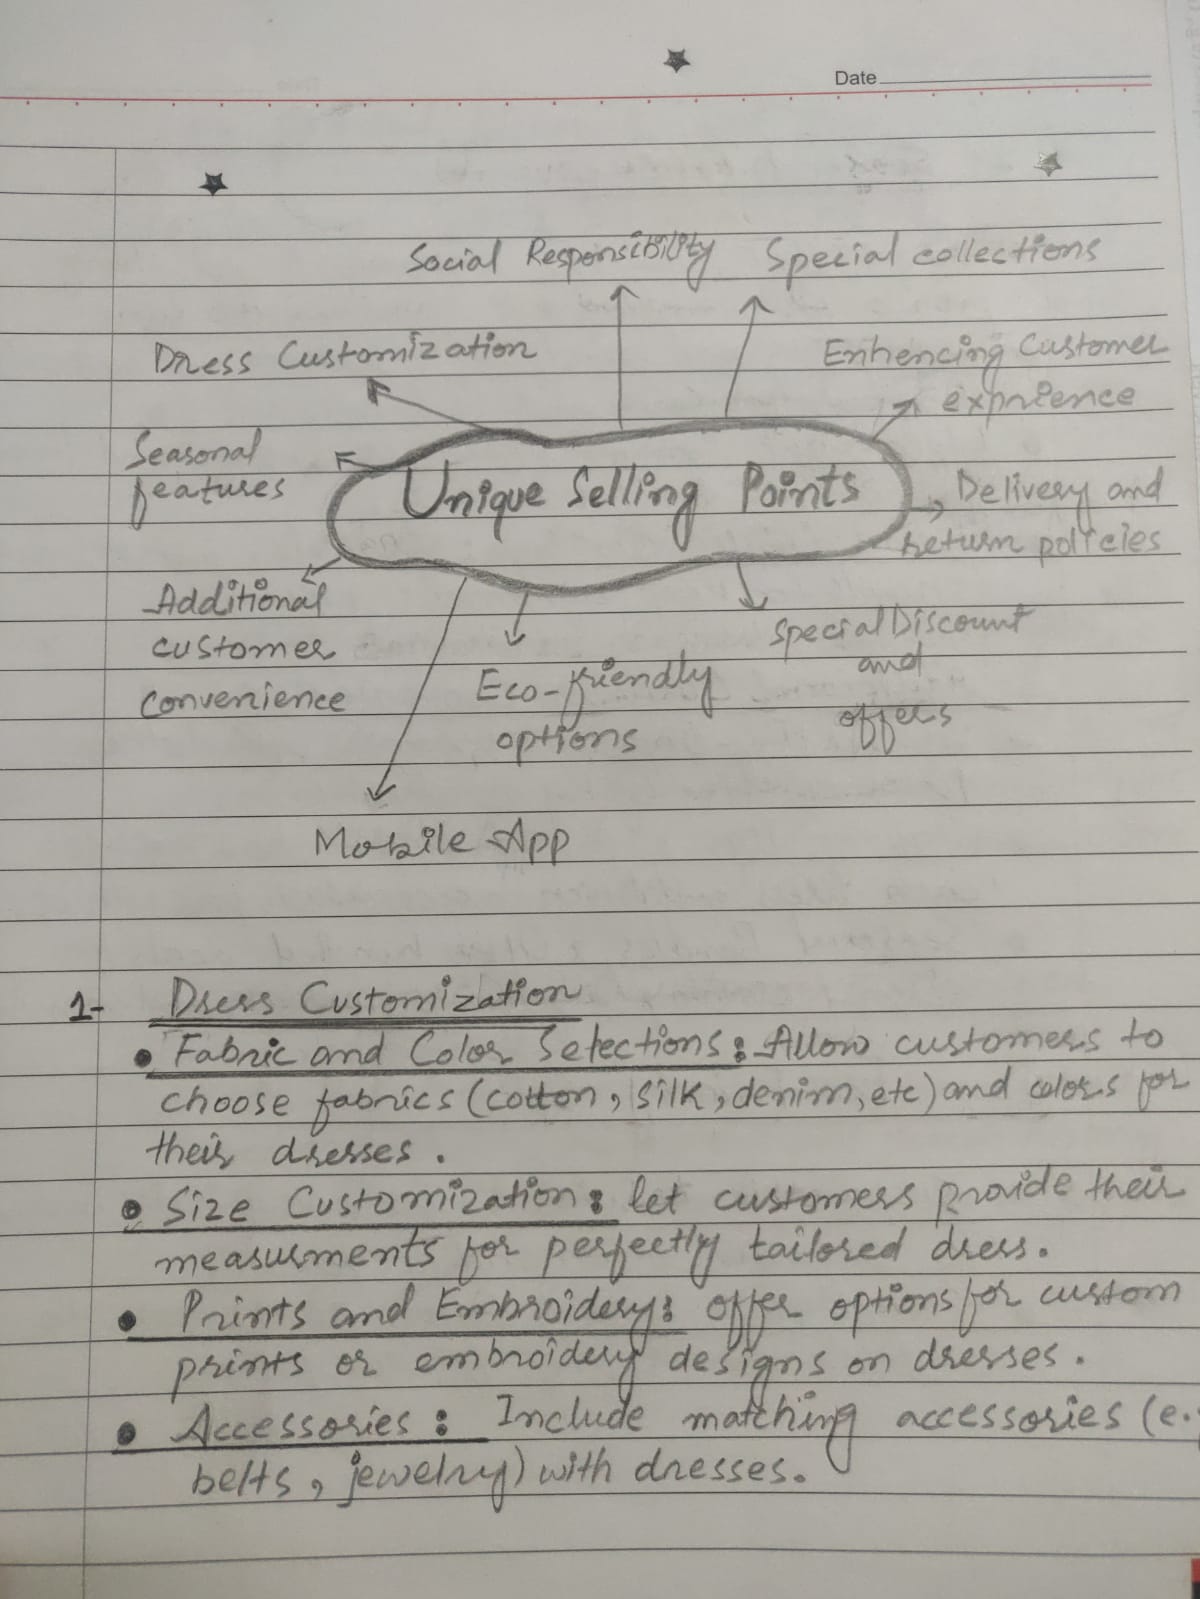 Date
Social Responsibility Special collections
Dress Customization
Enhencing Customer
exprience
Seasonal
features
Unique Selling Points
Delivery and
return policies
Additional
customer
convenience
Special Discount
and
offers
Eco-friendly
options
Mobile App
1- Dress Customization
• Fabric and Color Selections: Allow customers to
choose fabrics (cotton, silk, denim, etc) and colors for
their dresses.
• Size Customization: let customers provide their
measurments for perfectly tailored dress.
• Prints and Embroidery: offer options for custom
prints or embroidery designs on dresses.
• Accessories: Include matching accessories (e.
belts, jewelry) with dresses.